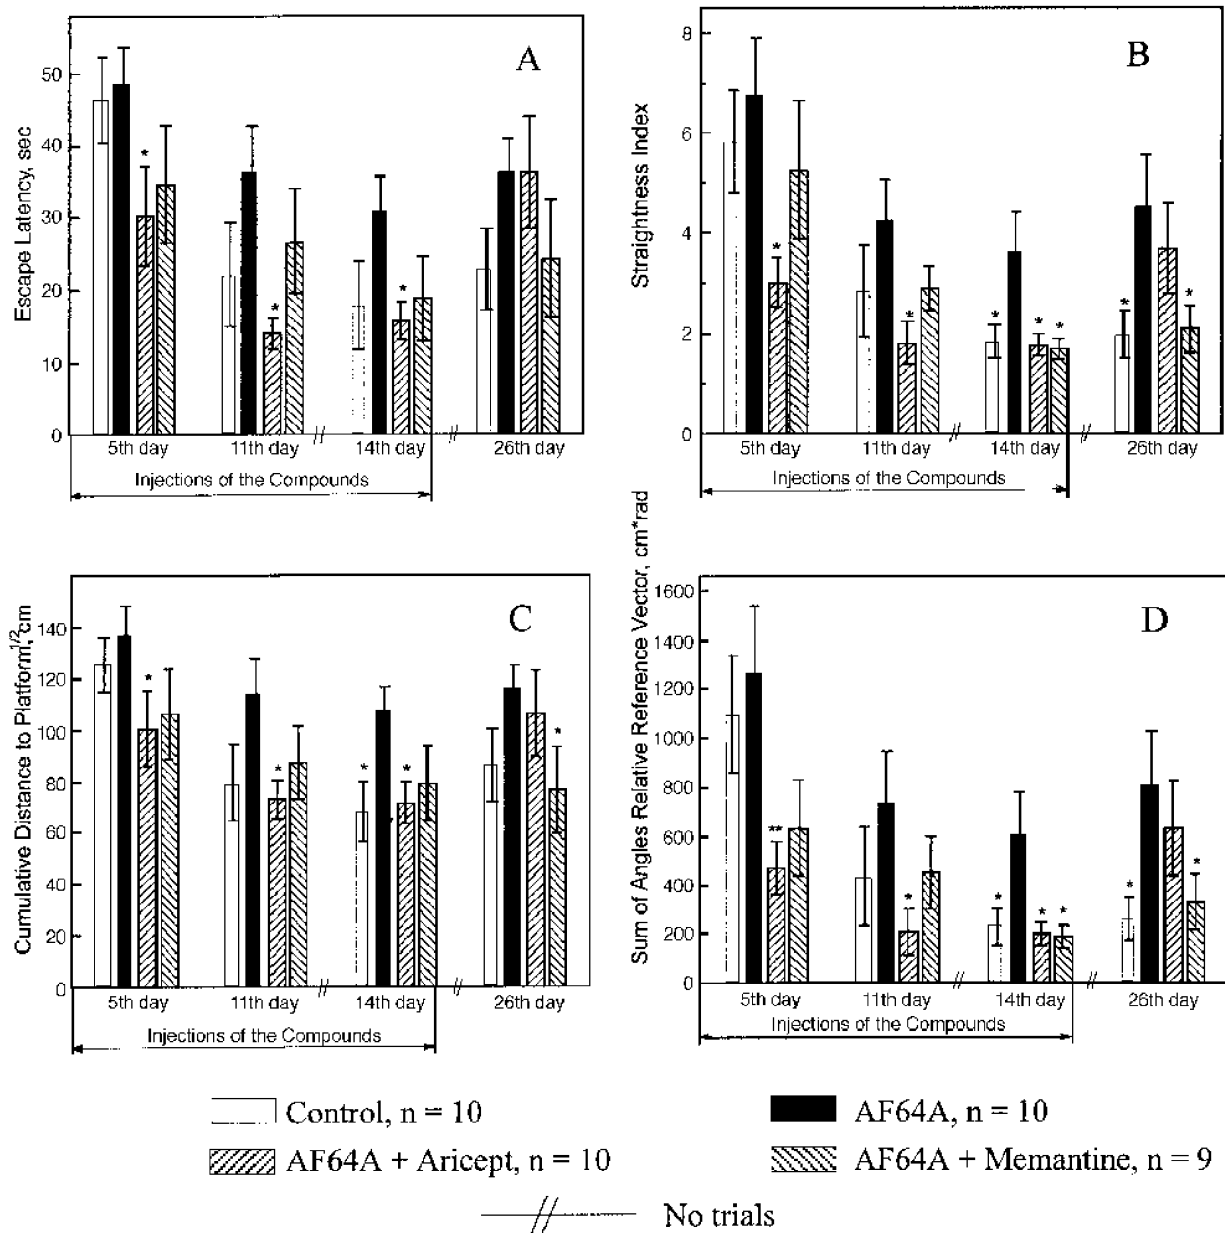 A
Escape Latency, sec
50
40
30
20
10
0
* * *
5th day 11th day 14th day 26th day
Injections of the Compounds
B
Straightness Index
8
6
4
2
0
* * * * * * *
5th day 11th day 14th day 26th day
Injections of the Compounds
C
Cumulative Distance to Platform1/2,cm
140
120
100
80
60
40
20
0
* * * * *
5th day 11th day 14th day 26th day
Injections of the Compounds
D
Sum of Angles Relative Reference Vector, cm*rad
1600
1400
1200
1000
800
600
400
200
0
** * * * * * *
5th day 11th day 14th day 26th day
Injections of the Compounds
Control, n = 10
AF64A, n = 10
AF64A + Aricept, n = 10
AF64A + Memantine, n = 9
No trials